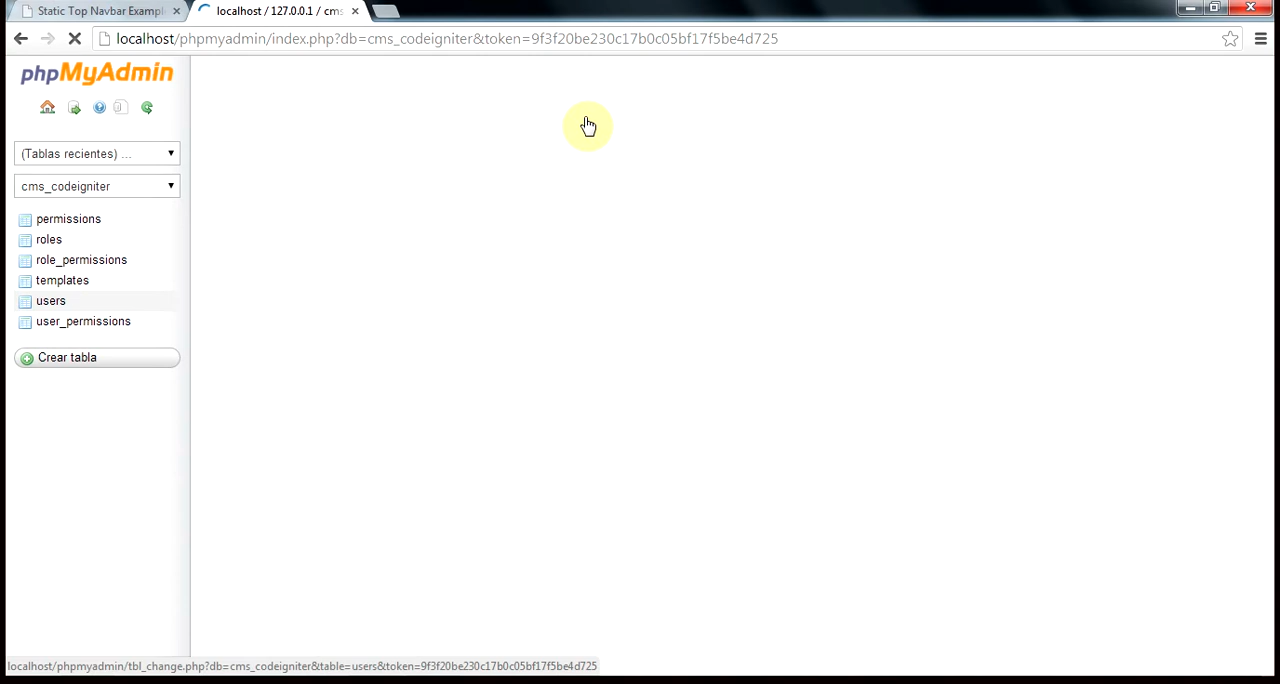 Static Top Navbar Exampl
localhost / 127.0.0.1 / cms
localhost/phpmyadmin/index.php?db=cms_codeigniter&token=9f3f20be230c17b0c05bf17f5be4d725
phpMyAdmin
(Tablas recientes) ...
cms_codeigniter
permissions
roles
role_permissions
templates
users
user_permissions
Crear tabla
localhost/phpmyadmin/tbl_change.php?db=cms_codeigniter&table=users&token=9f3f20be230c17b0c05bf17f5be4d725